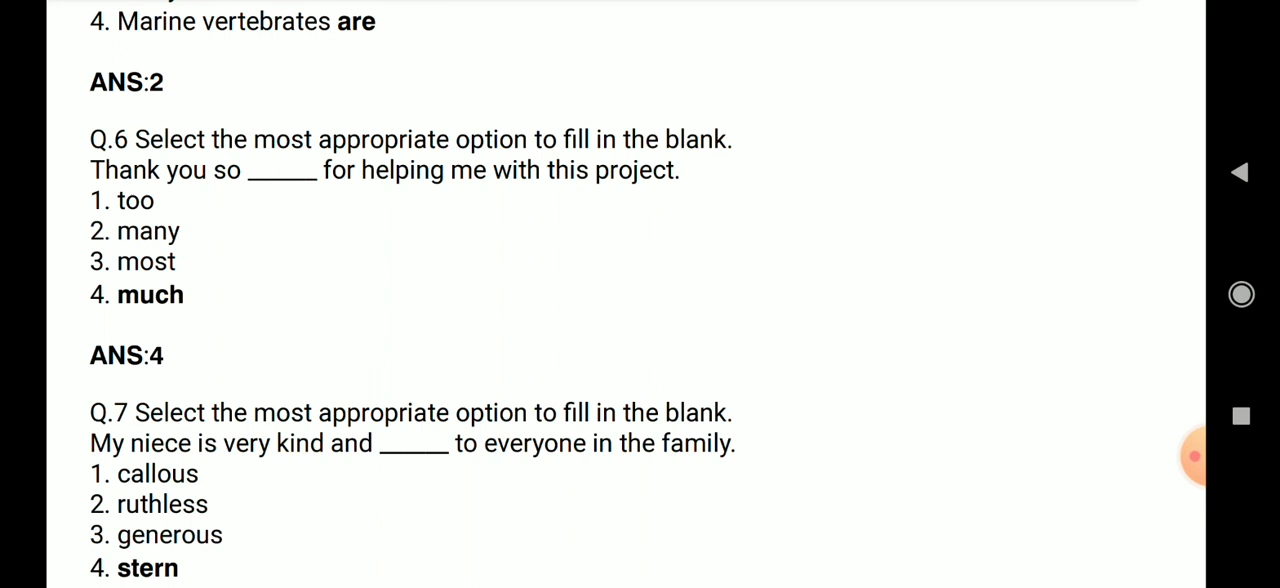 4. Marine vertebrates are
ANS:2
Q.6 Select the most appropriate option to fill in the blank.
Thank you so _____ for helping me with this project.
1. too
2. many
3. most
4. much
ANS:4
Q.7 Select the most appropriate option to fill in the blank.
My niece is very kind and _____ to everyone in the family.
1. callous
2. ruthless
3. generous
4. stern